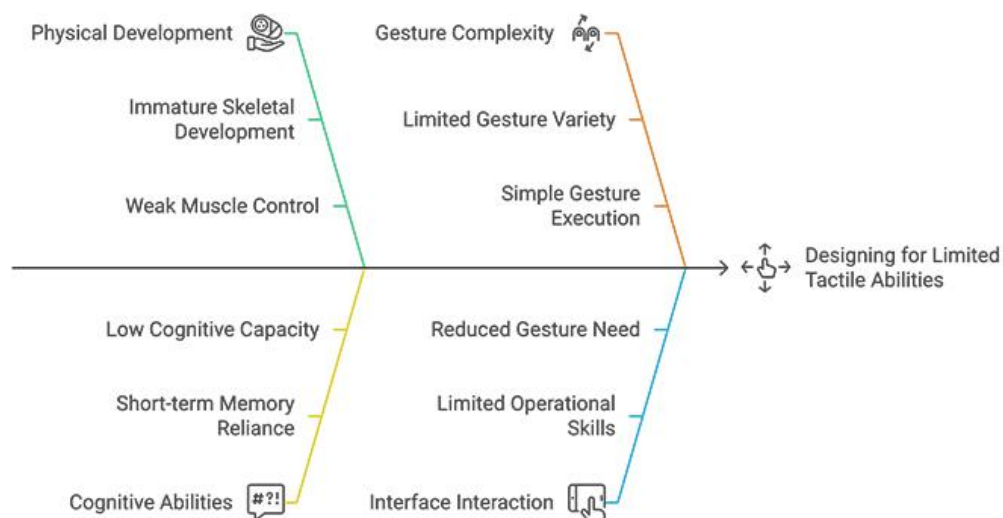 Physical Development
Gesture Complexity
Immature Skeletal
Development
Limited Gesture Variety
Weak Muscle Control
Simple Gesture
Execution
Designing for Limited
Tactile Abilities
Low Cognitive Capacity
Reduced Gesture Need
Short-term Memory
Reliance
Limited Operational
Skills
Cognitive Abilities
#?!
Interface Interaction